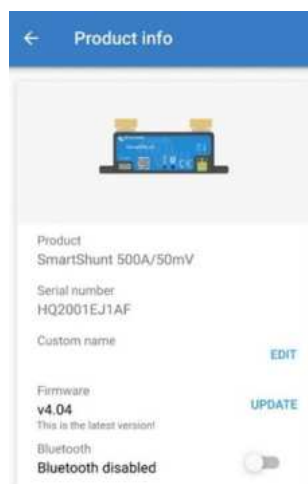 Product info
Product
SmartShunt 500A/50mV
Serial number
HQ2001EJ1AF
Custom name
EDIT
Firmware
v4.04
UPDATE
This is the latest version!
Bluetooth
Bluetooth disabled